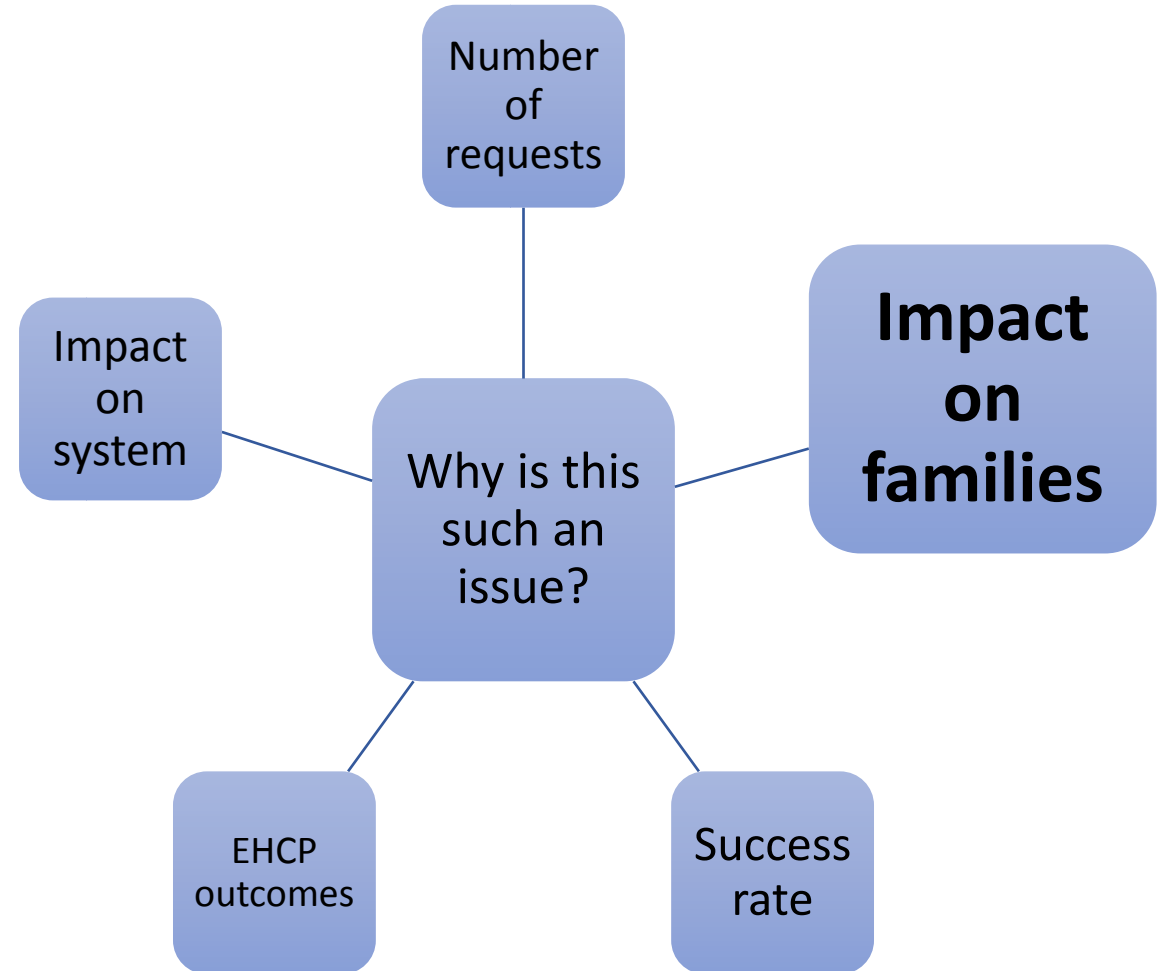 Number
of
requests
Impact
on
families
Impact
on
system
Why is this
such an
issue?
EHCP
outcomes
Success
rate